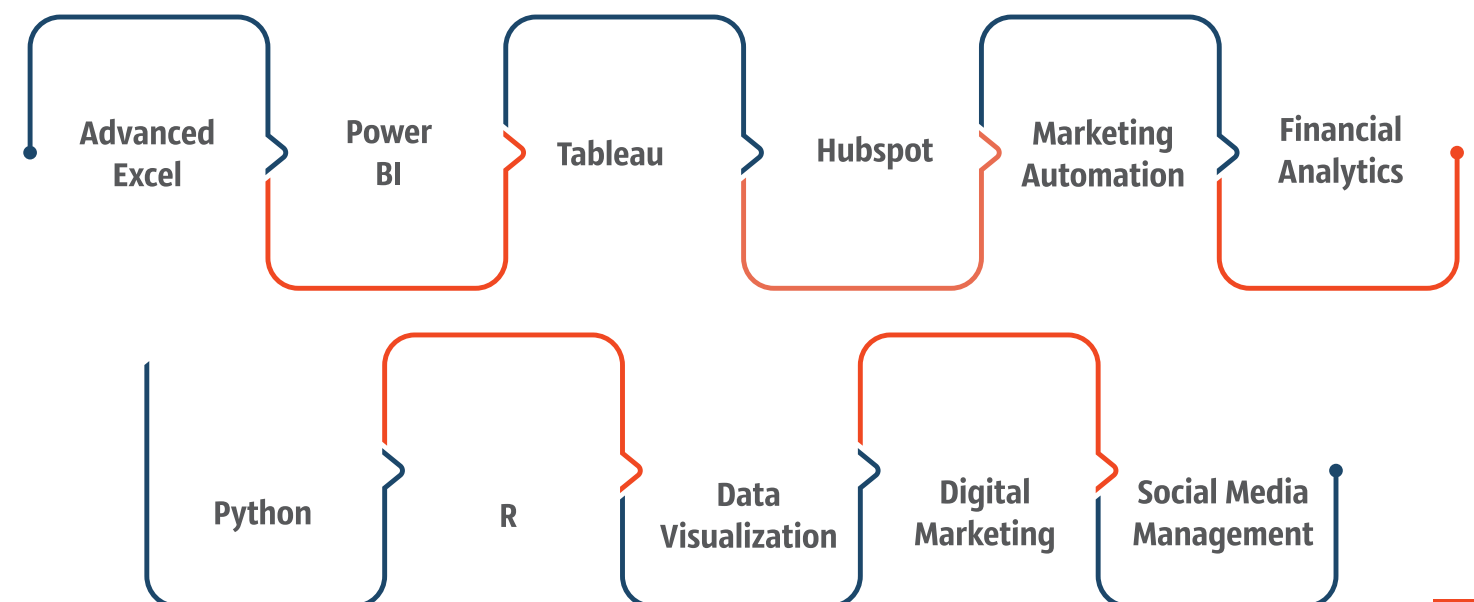 Advanced
Excel
Power
BI
Tableau
Hubspot
Marketing
Automation
Financial
Analytics
Python
R
Data
Visualization
Digital
Marketing
Social Media
Management